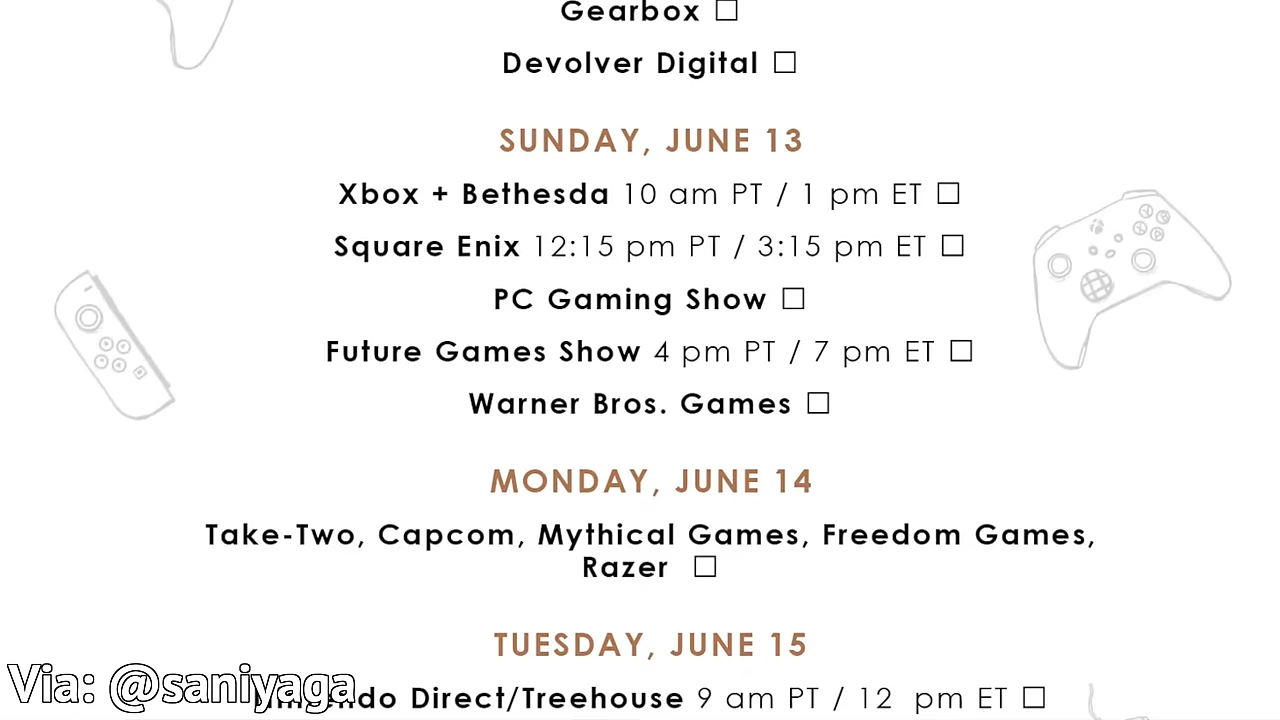 Gearbox ☐
Devolver Digital ☐
SUNDAY, JUNE 13
Xbox + Bethesda 10 am PT / 1 pm ET ☐
Square Enix 12:15 pm PT / 3:15 pm ET ☐
PC Gaming Show ☐
Future Games Show 4 pm PT / 7 pm ET ☐
Warner Bros. Games ☐
MONDAY, JUNE 14
Take-Two, Capcom, Mythical Games, Freedom Games,
Razer ☐
TUESDAY, JUNE 15
Direct/Treehouse 9 am PT / 12 pm ET ☐
Via: @saniyaga